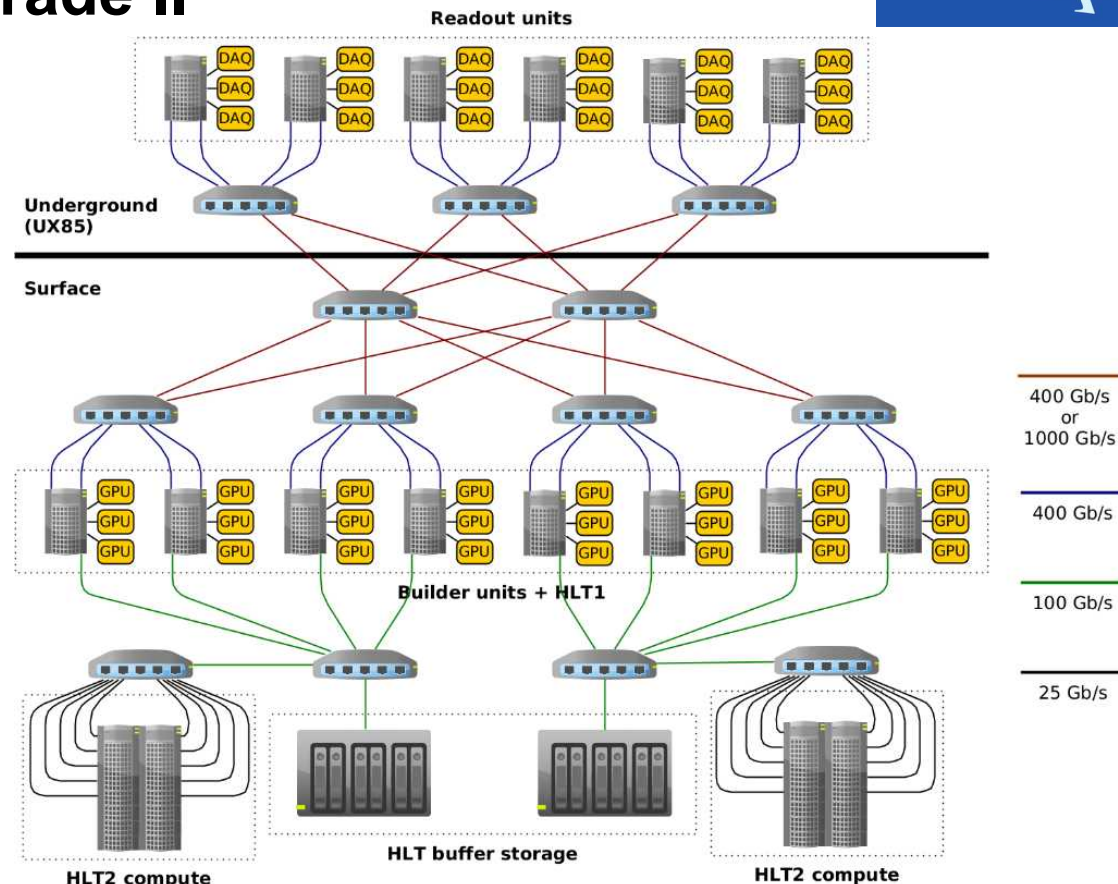 rade II
Readout units
DAQ DAQ DAQ DAQ DAQ DAQ
DAQ DAQ DAQ DAQ DAQ DAQ
DAQ DAQ DAQ DAQ DAQ DAQ
Underground
(UX85)
Surface
400 Gb/s
or
1000 Gb/s
GPU GPU GPU GPU GPU GPU GPU GPU
GPU GPU GPU GPU GPU GPU GPU GPU
GPU GPU GPU GPU GPU GPU GPU GPU
400 Gb/s
Builder units + HLT1
100 Gb/s
25 Gb/s
HLT buffer storage
HLT2 compute
HLT2 compute